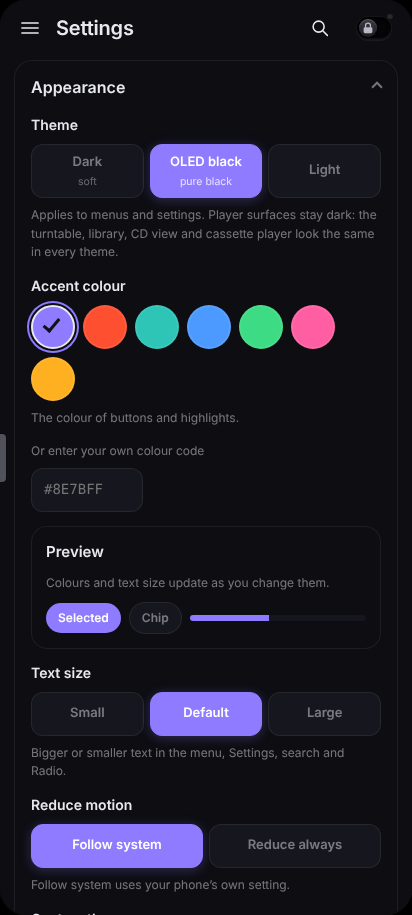 Settings
Appearance
Theme
Dark
soft
OLED black
pure black
Light
Applies to menus and settings. Player surfaces stay dark: the
turntable, library, CD view and cassette player look the same
in every theme.
Accent colour
The colour of buttons and highlights.
Or enter your own colour code
#8E7BFF
Preview
Colours and text size update as you change them.
Selected
Chip
Text size
Small
Default
Large
Bigger or smaller text in the menu, Settings, search and
Radio.
Reduce motion
Follow system
Reduce always
Follow system uses your phone’s own setting.